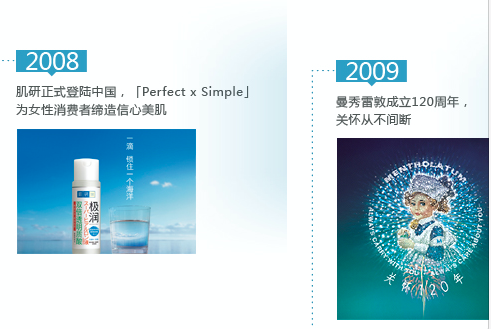 2008
肌研正式登陆中国，「Perfect x Simple」
为女性消费者缔造信心美肌
一滴 锁住一个海洋
肌研
极润
2009
曼秀雷敦成立120周年，
关怀从不间断
MENTHOLATUM
ALWAYS CARE WITH YOU ALWAYS CARE ABOUT YOU
关怀120年